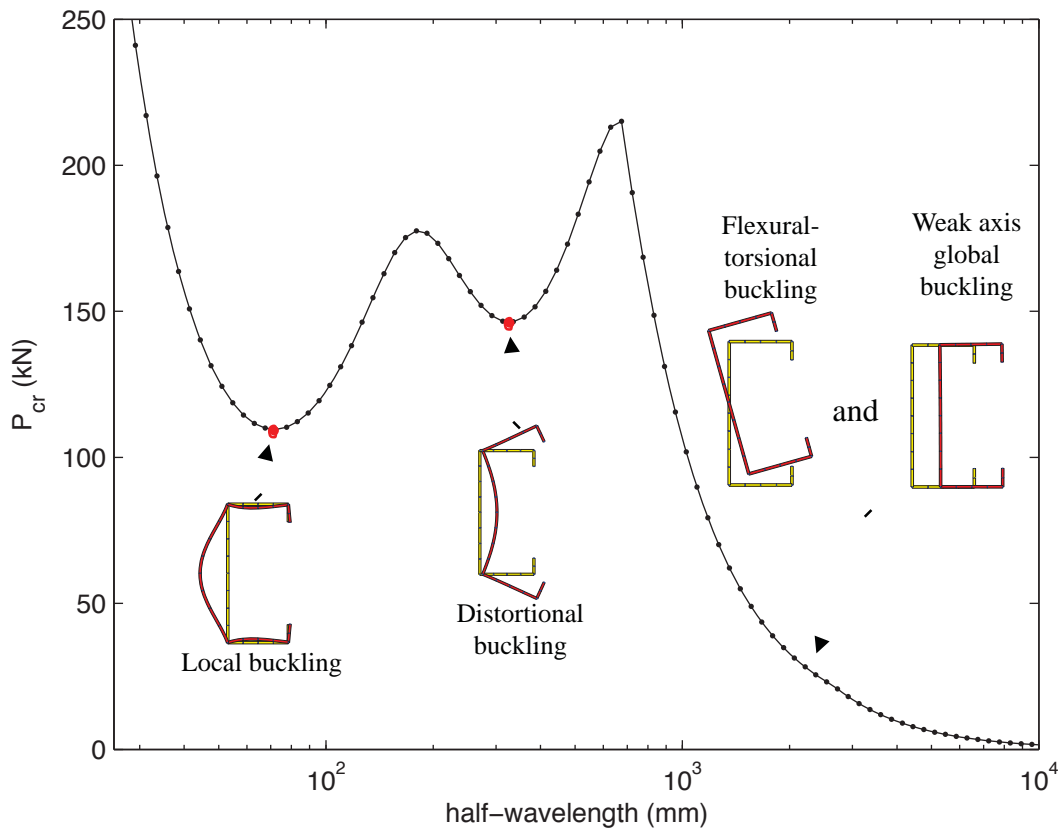 250
200
150
100
50
0
P_cr (kN)
10^2
10^3
10^4
half-wavelength (mm)
Local buckling
Distortional
buckling
Flexural-
torsional
buckling
and
Weak axis
global
buckling